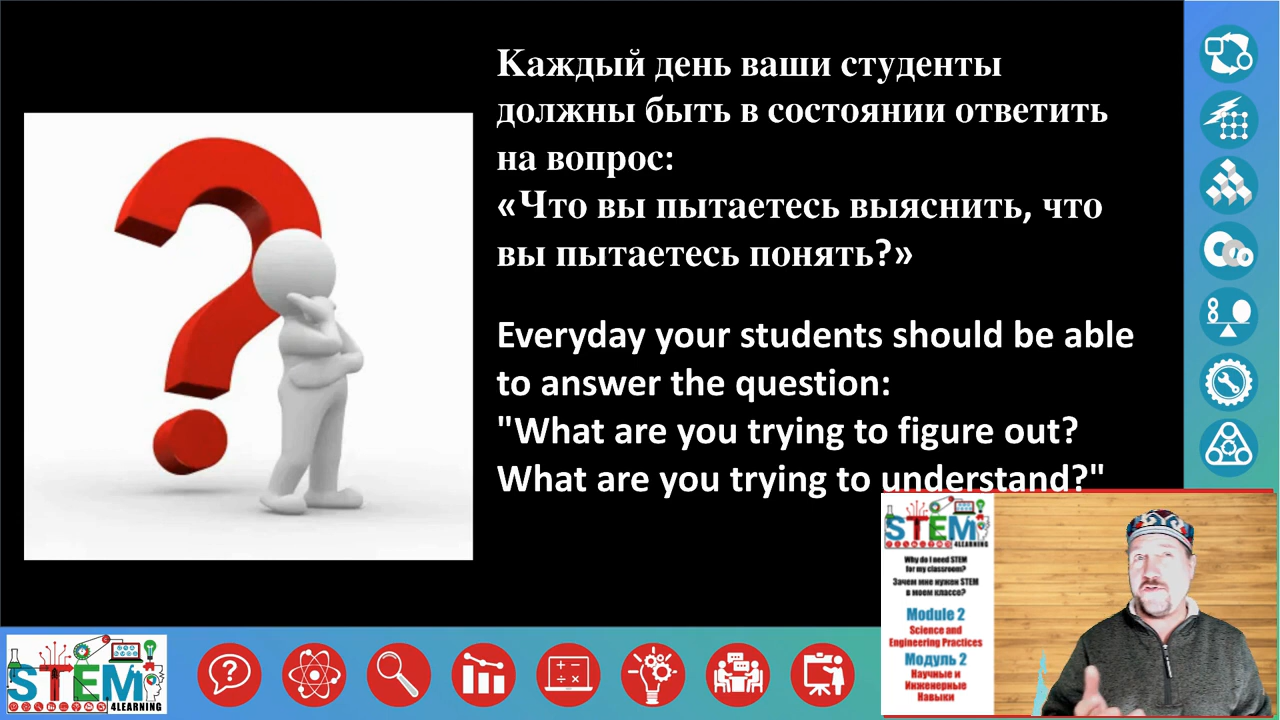 Каждый день ваши студенты
должны быть в состоянии ответить
на вопрос:
«Что вы пытаетесь выяснить, что
вы пытаетесь понять?»
Everyday your students should be able
to answer the question:
"What are you trying to figure out?
What are you trying to understand?"
STEM
4LEARNING
Why do I need STEM
for my classroom?
Зачем мне нужен STEM
в моем классе?
Module 2
Science and
Engineering Practices
Модуль 2
Научные и
Инженерные
Навыки
STEM
4LEARNING